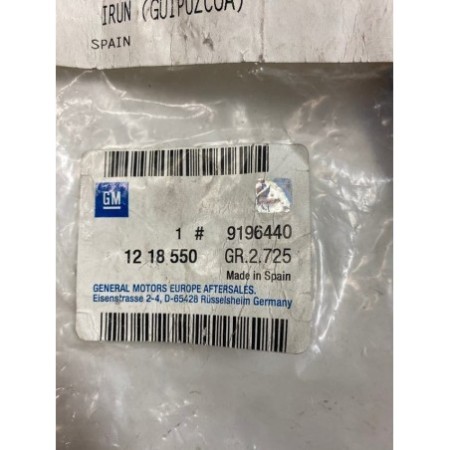 IRUN (GUIPUZCOA)
SPAIN
GM
1 # 9196440
12 18 550 GR.2.725
Made in Spain
GENERAL MOTORS EUROPE AFTERSALES.
Eisenstrasse 2-4, D-65428 Rüsselsheim Germany